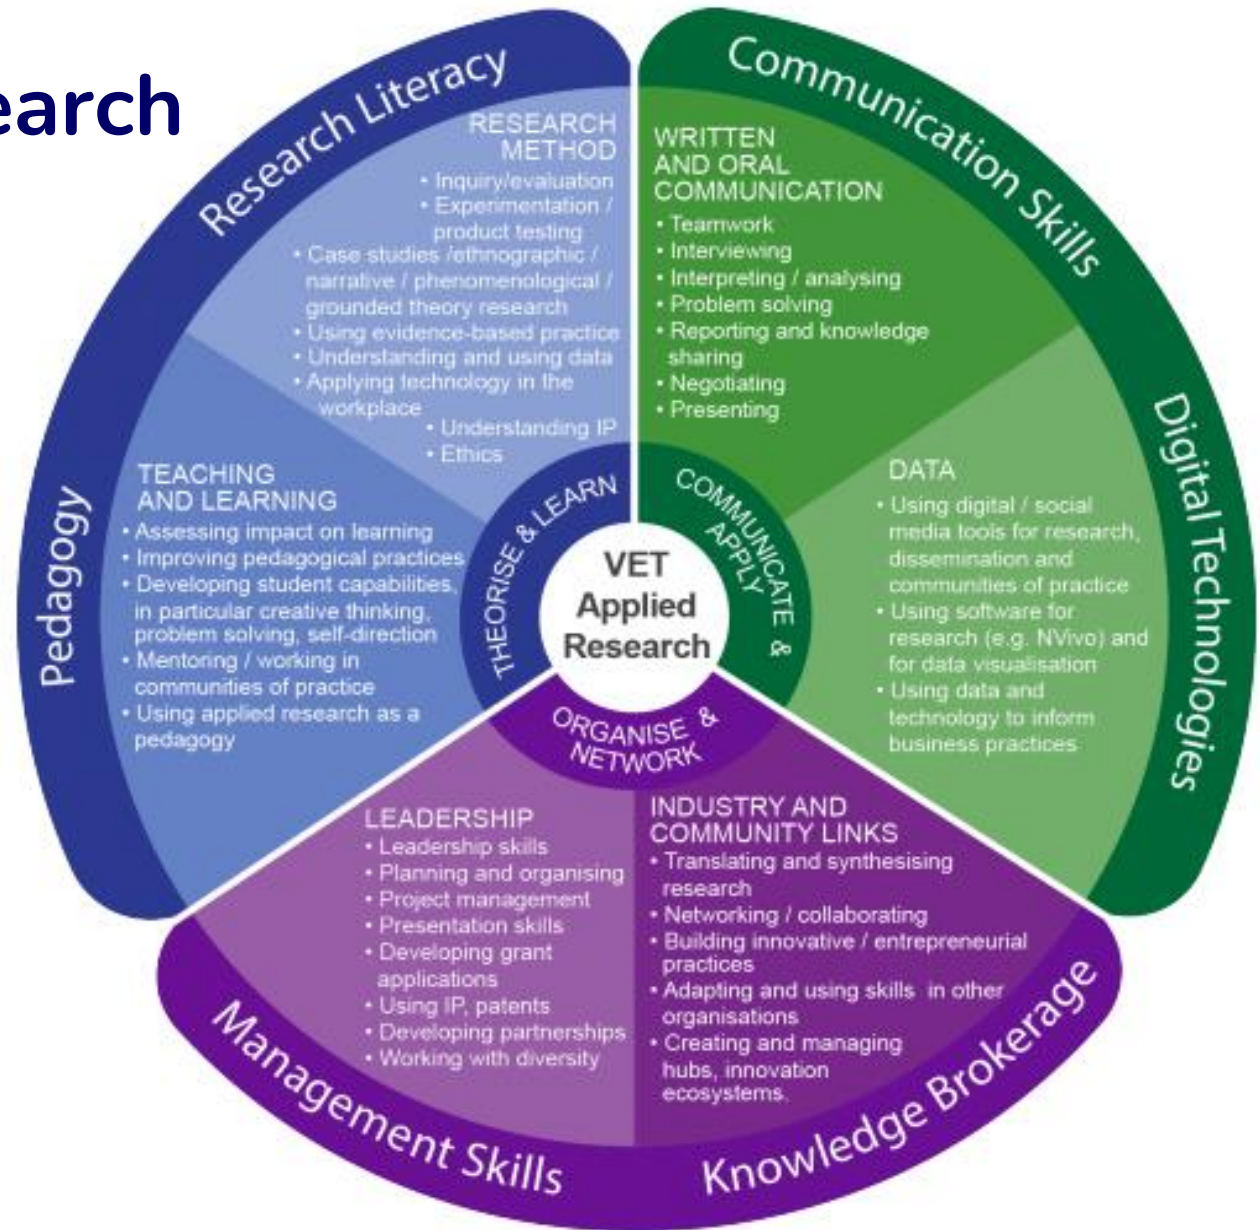 earch
Research Literacy
RESEARCH
METHOD
• Inquiry/evaluation
• Experimentation /
product testing
• Case studies /ethnographic /
narrative / phenomenological /
grounded theory research
• Using evidence-based practice
• Understanding and using data
• Applying technology in the
workplace
• Understanding IP
• Ethics
Communication Skills
WRITTEN
AND ORAL
COMMUNICATION
• Teamwork
• Interviewing
• Interpreting / analysing
• Problem solving
• Reporting and knowledge
sharing
• Negotiating
• Presenting
Pedagogy
TEACHING
AND LEARNING
• Assessing impact on learning
• Improving pedagogical practices
• Developing student capabilities,
in particular creative thinking,
problem solving, self-direction
• Mentoring / working in
communities of practice
• Using applied research as a
pedagogy
THEORISE & LEARN
VET
Applied
Research
COMMUNICATE &
APPLY
Digital Technologies
DATA
• Using digital / social
media tools for research,
dissemination and
communities of practice
• Using software for
research (e.g. NVivo) and
for data visualisation
• Using data and
technology to inform
business practices
ORGANISE &
NETWORK
LEADERSHIP
• Leadership skills
• Planning and organising
• Project management
• Presentation skills
• Developing grant
applications
• Using IP, patents
• Developing partnerships
• Working with diversity
Management Skills
INDUSTRY AND
COMMUNITY LINKS
• Translating and synthesising
research
• Networking / collaborating
• Building innovative / entrepreneurial
practices
• Adapting and using skills in other
organisations
• Creating and managing
hubs, innovation
ecosystems.
Knowledge Brokerage